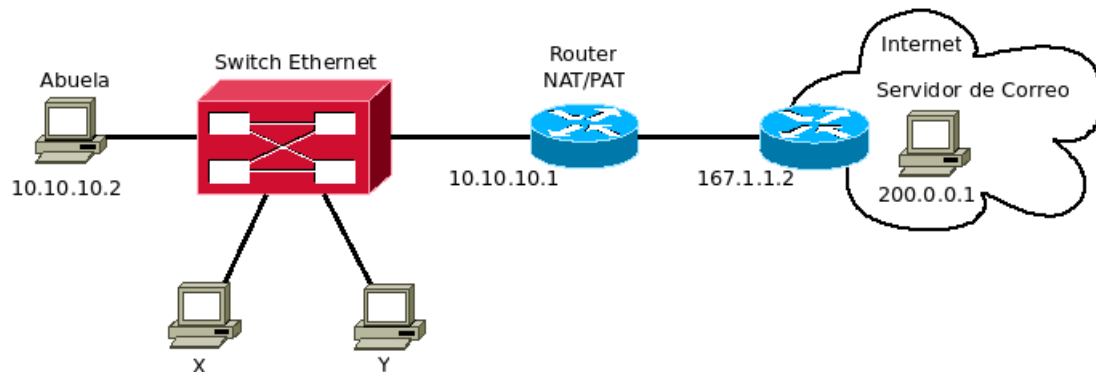 Abuela
10.10.10.2
Switch Ethernet
X
Y
Router
NAT/PAT
10.10.10.1
167.1.1.2
Internet
Servidor de Correo
200.0.0.1